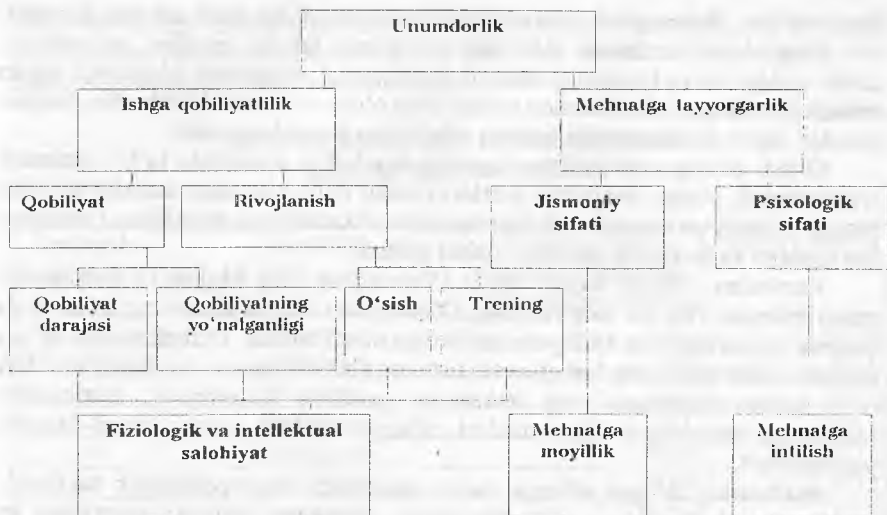 Unumdorlik
Ishga qobiliyatlilik
Mehnatga tayyorgarlik
Qobiliyat
Rivojlanish
Jismoniy
sifati
Psixologik
sifati
Qobiliyat
darajasi
Qobiliyatning
yo‘nalganligi
O‘sish
Trening
Fiziologik va intellektual
salohiyat
Mehnatga
moyillik
Mehnatga
intilish